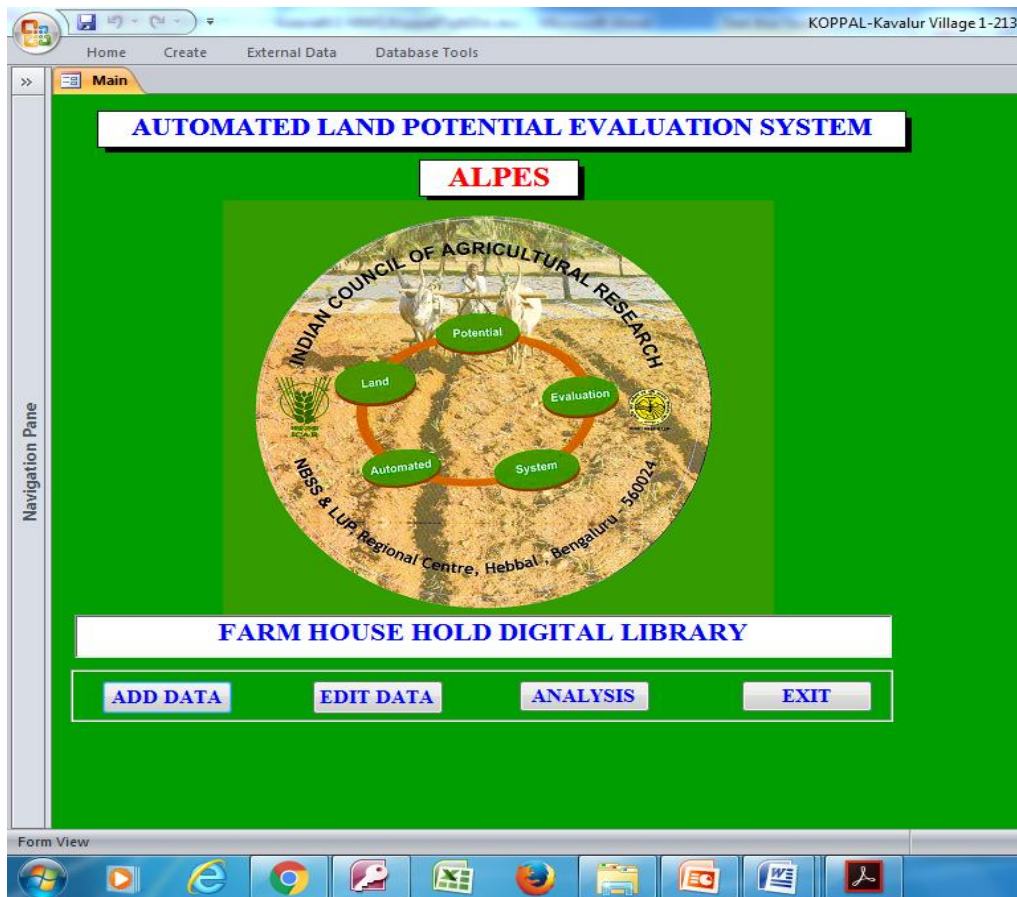 KOPPAL-Kavalur Village 1-213
Home Create External Data Database Tools
Main
AUTOMATED LAND POTENTIAL EVALUATION SYSTEM
ALPES
INDIAN COUNCIL OF AGRICULTURAL RESEARCH
Potential
Land
Evaluation
ICAR
Automated
System
NBSS & LUP, Regional Centre, Hebbal , Bengaluru - 560024
Navigation Pane
FARM HOUSE HOLD DIGITAL LIBRARY
ADD DATA EDIT DATA ANALYSIS EXIT
Form View